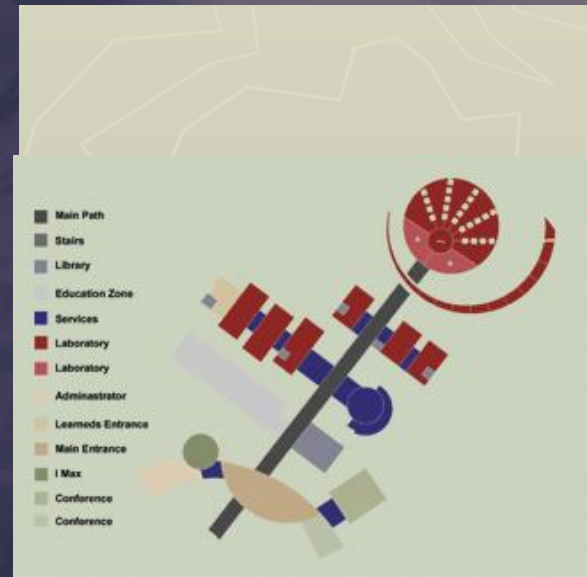 Main Path
Stairs
Library
Education Zone
Services
Laboratory
Laboratory
Adminastrator
Learneds Entrance
Main Entrance
I Max
Conference
Conference